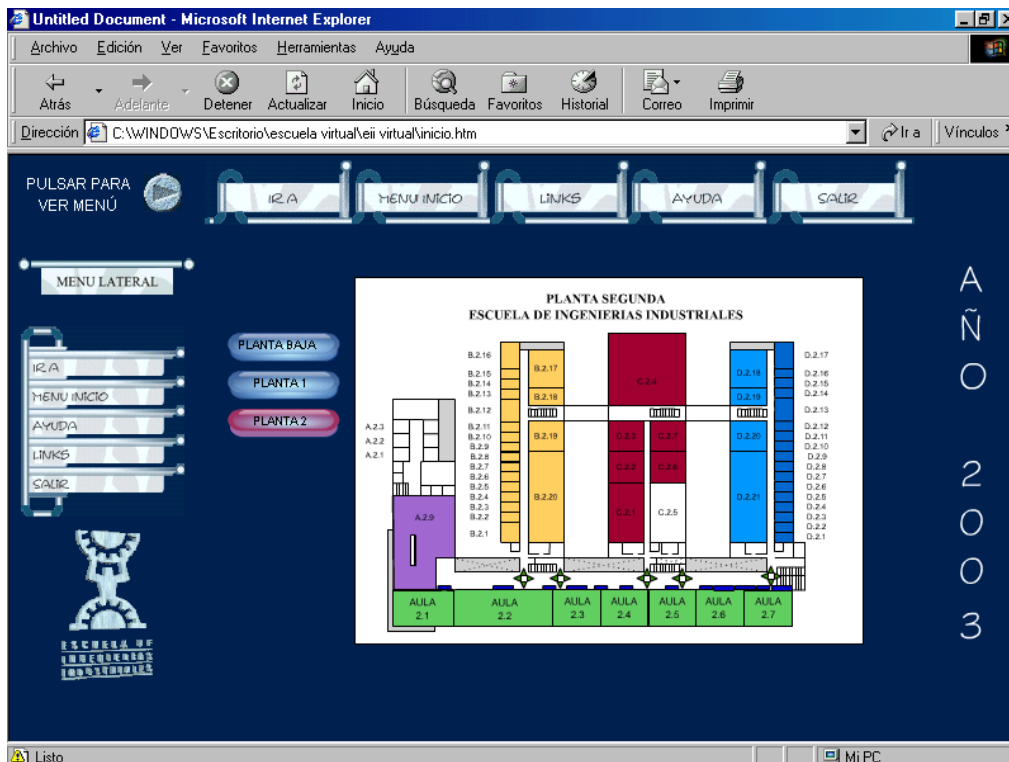 Untitled Document - Microsoft Internet Explorer
Archivo Edición Ver Favoritos Herramientas Ayuda
Atrás Adelante Detener Actualizar Inicio Búsqueda Favoritos Historial Correo Imprimir
Dirección C:\WINDOWS\Escritorio\escuela virtual\eii virtual\inicio.htm Ir a Vínculos
PULSAR PARA
VER MENÚ
IR A MENU INICIO LINKS AYUDA SALIR
MENU LATERAL
IR A
MENU INICIO
AYUDA
LINKS
SALIR
ESCUELA DE
INGENIERIAS
INDUSTRIALES
PLANTA BAJA
PLANTA 1
PLANTA 2
PLANTA SEGUNDA
ESCUELA DE INGENIERIAS INDUSTRIALES
A.2.3
A.2.2
A.2.1
A.2.9
B.2.16
B.2.15
B.2.14
B.2.13
B.2.12
B.2.11
B.2.10
B.2.9
B.2.8
B.2.7
B.2.6
B.2.5
B.2.4
B.2.3
B.2.2
B.2.1
B.2.17
B.2.18
B.2.19
B.2.20
C.2.4
C.2.3 C.2.7
C.2.2 C.2.6
C.2.1 C.2.5
D.2.18
D.2.19
D.2.20
D.2.21
D.2.17
D.2.16
D.2.15
D.2.14
D.2.13
D.2.12
D.2.11
D.2.10
D.2.9
D.2.8
D.2.7
D.2.6
D.2.5
D.2.4
D.2.3
D.2.2
D.2.1
AULA 2.1
AULA 2.2
AULA 2.3
AULA 2.4
AULA 2.5
AULA 2.6
AULA 2.7
AÑO 2003
Listo Mi PC